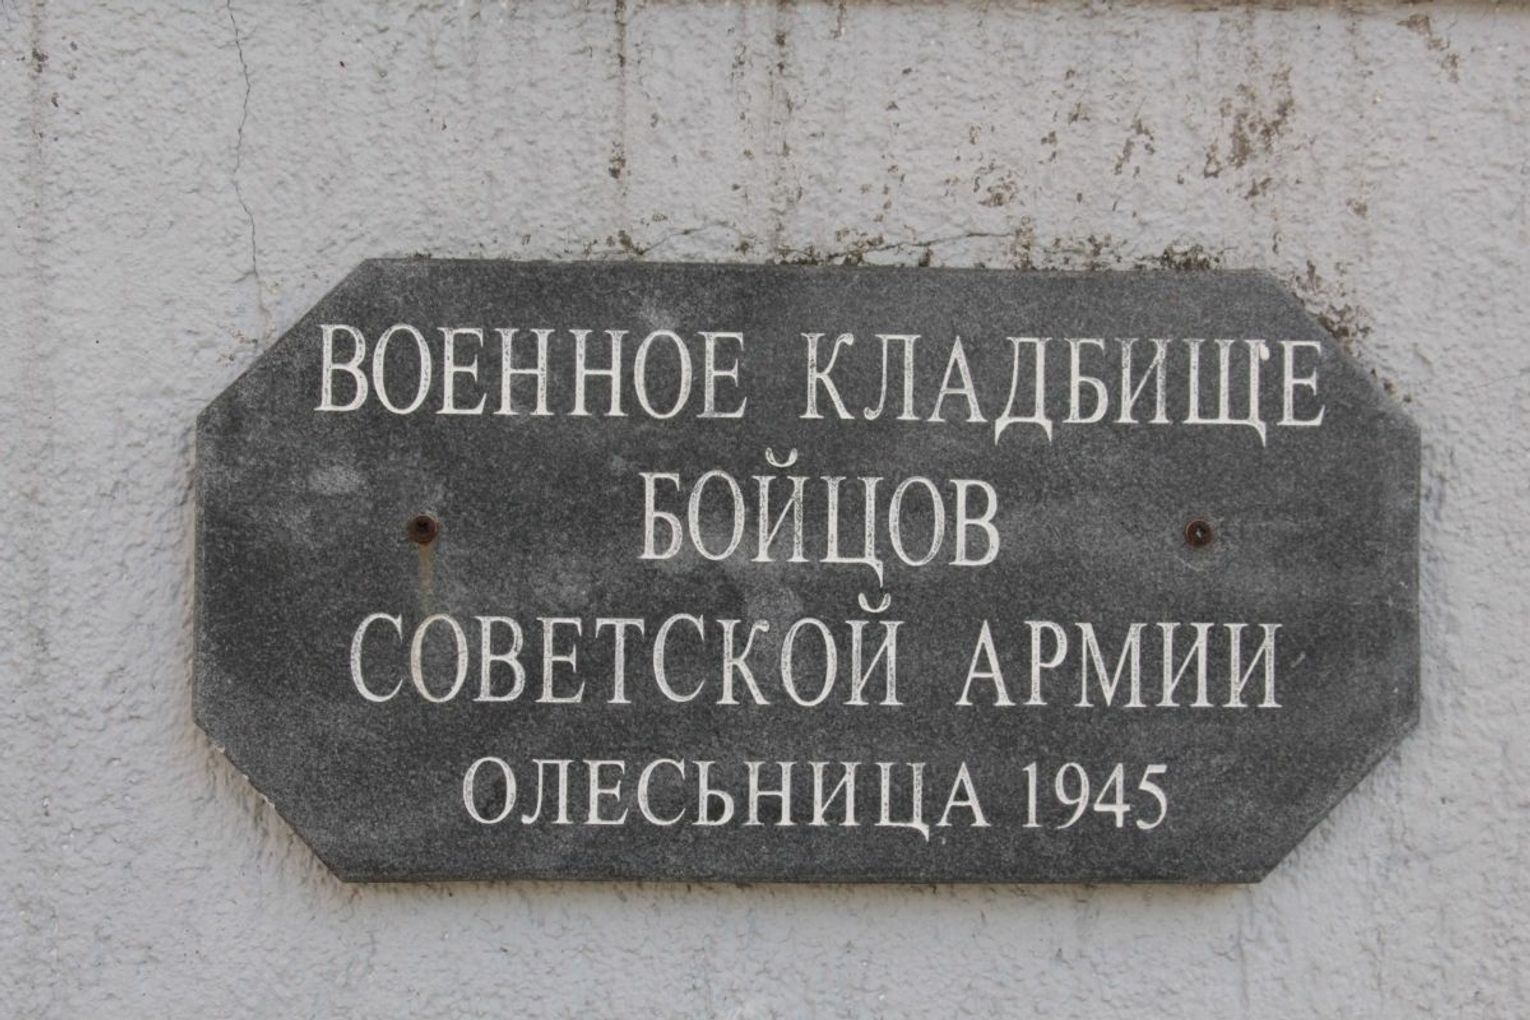 ВОЕННОЕ КЛАДБИЩЕ
БОЙЦОВ
СОВЕТСКОЙ АРМИИ
ОЛЕСЬНИЦА 1945